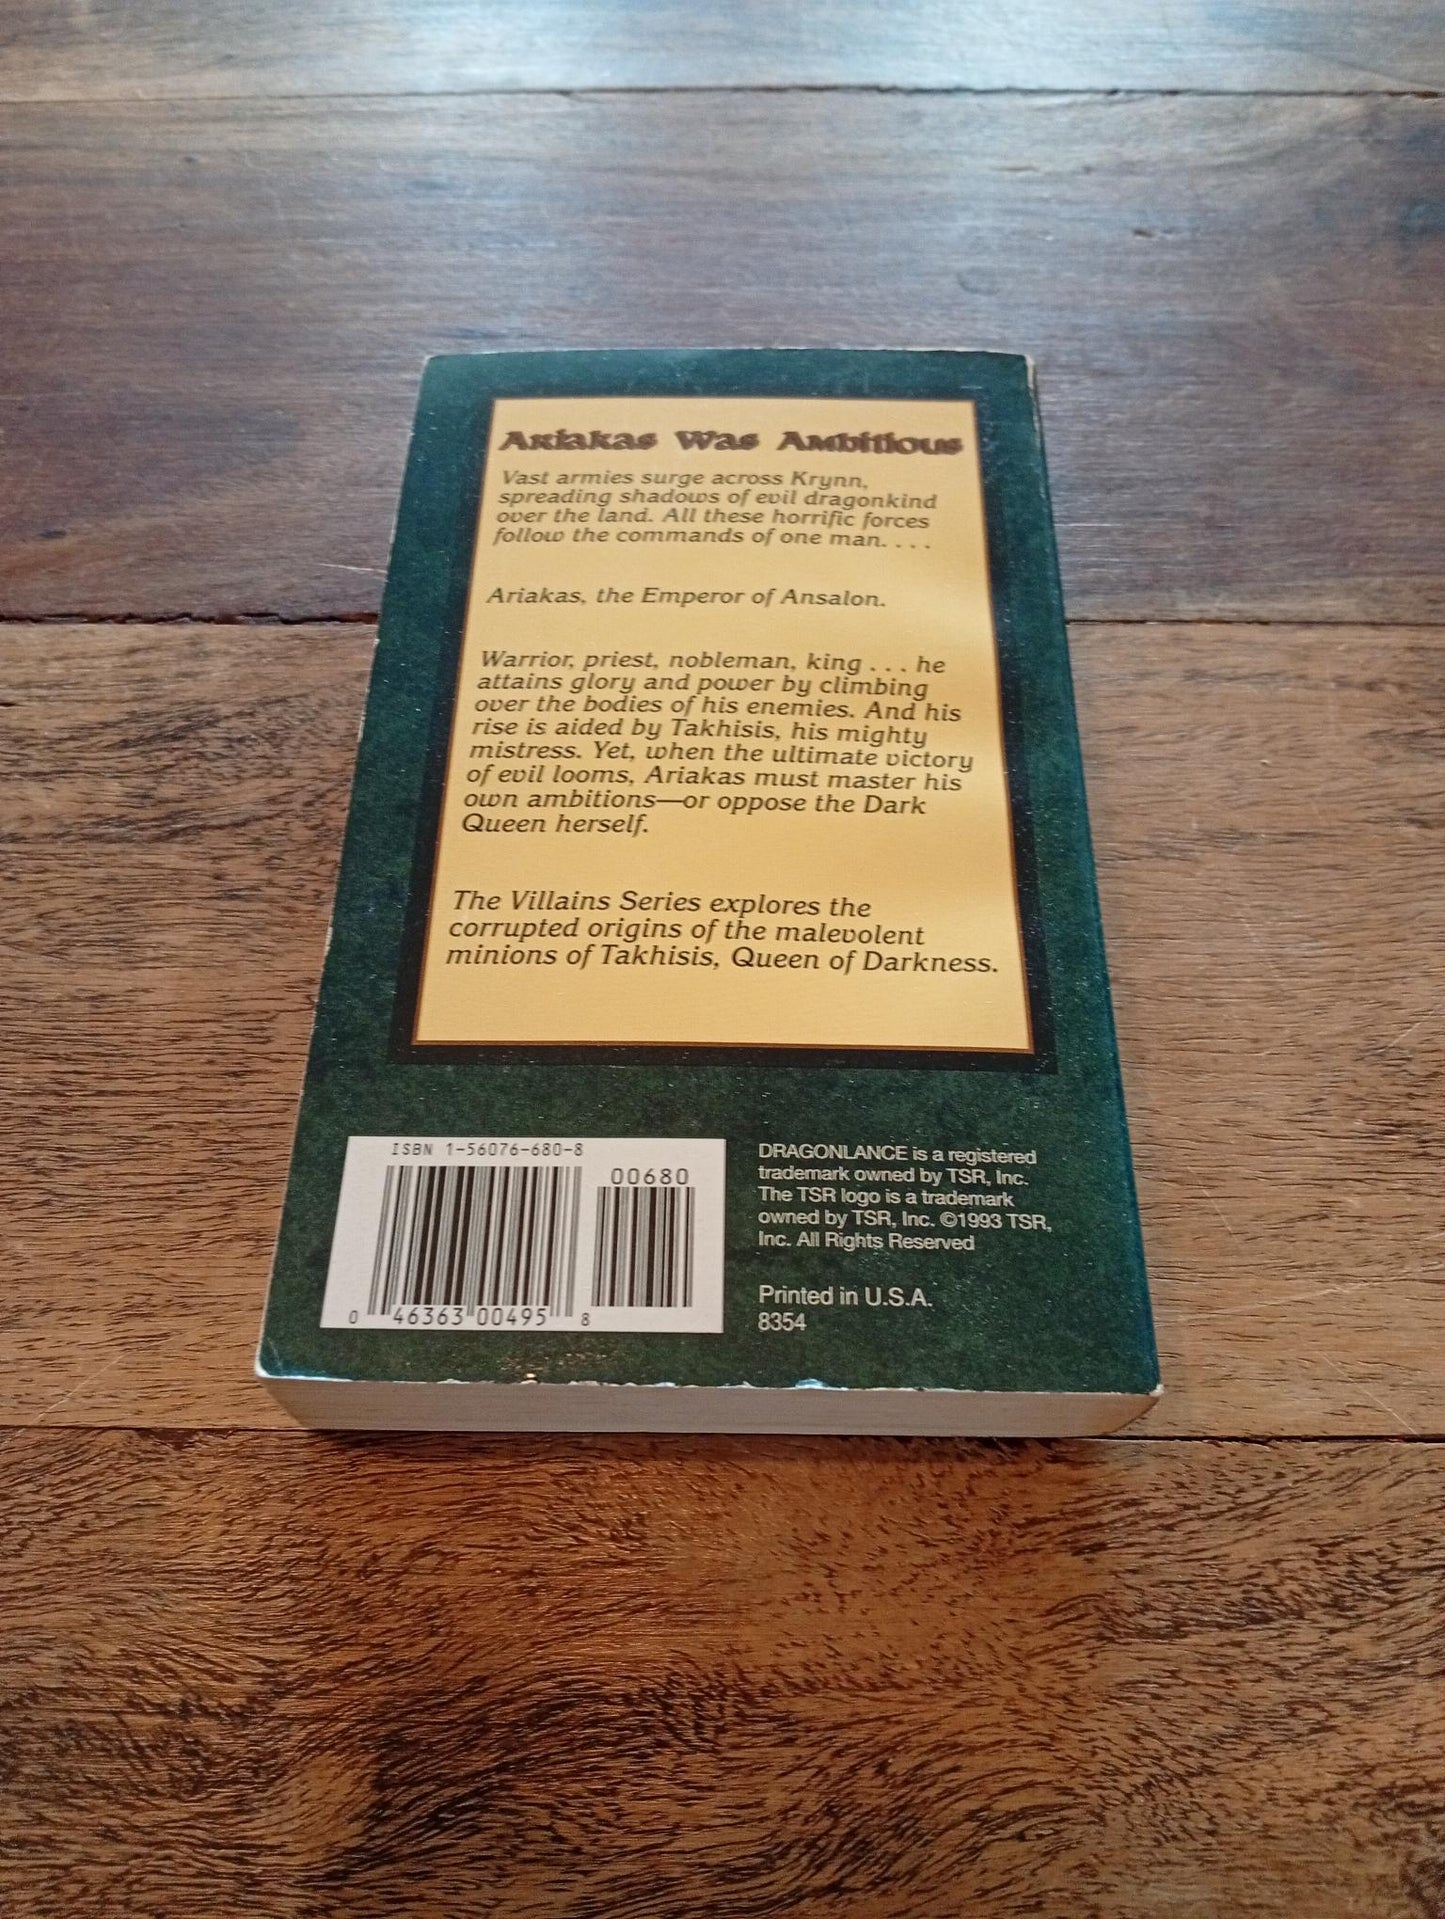 Ariakas Was Ambitious
Vast armies surge across Krynn,
spreading shadows of evil dragonkind
over the land. All these horrific forces
follow the commands of one man. . . .
Ariakas, the Emperor of Ansalon.
Warrior, priest, nobleman, king . . . he
attains glory and power by climbing
over the bodies of his enemies. And his
rise is aided by Takhisis, his mighty
mistress. Yet, when the ultimate victory
of evil looms, Ariakas must master his
own ambitions—or oppose the Dark
Queen herself.
The Villains Series explores the
corrupted origins of the malevolent
minions of Takhisis, Queen of Darkness.
ISBN 1-56076-680-8
00680
0 46363 00495 8
DRAGONLANCE is a registered
trademark owned by TSR, Inc.
The TSR logo is a trademark
owned by TSR, Inc. ©1993 TSR,
Inc. All Rights Reserved
Printed in U.S.A.
8354